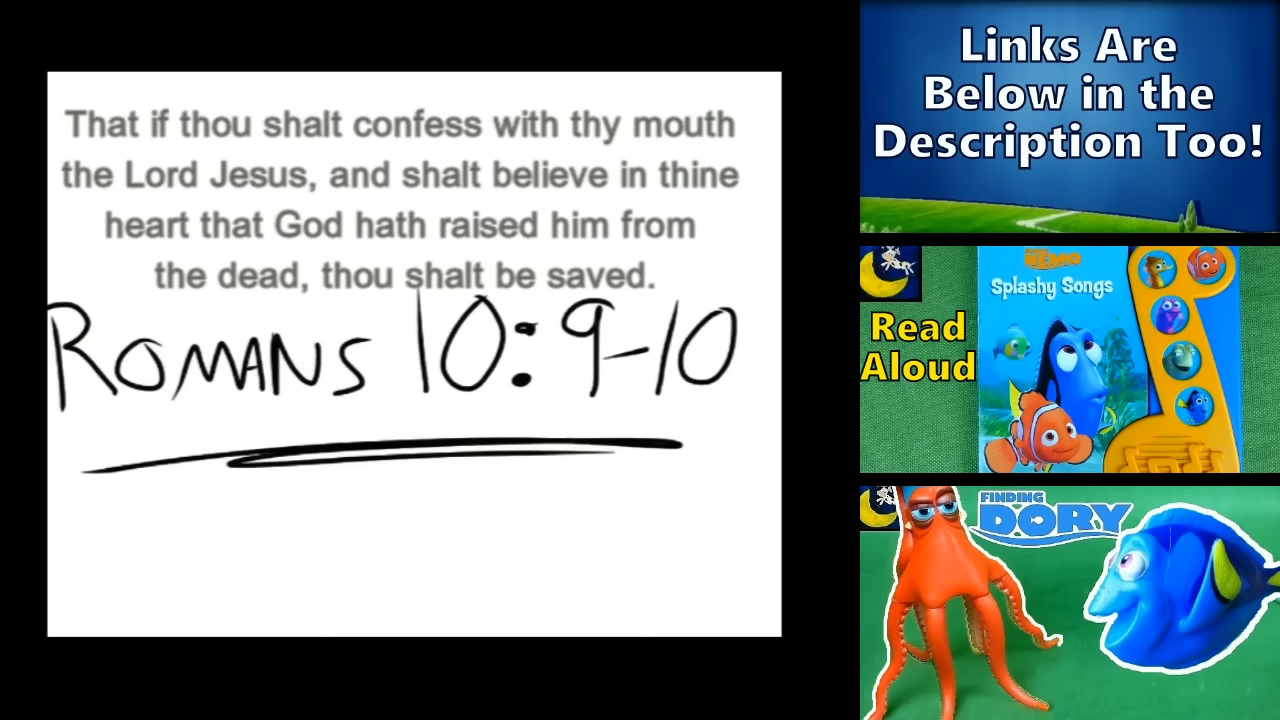 That if thou shalt confess with thy mouth
the Lord Jesus, and shalt believe in thine
heart that God hath raised him from
the dead, thou shalt be saved.
ROMANS 10:9-10
Links Are
Below in the
Description Too!
NEMO
Splashy Songs
Read
Aloud
FINDING
DORY